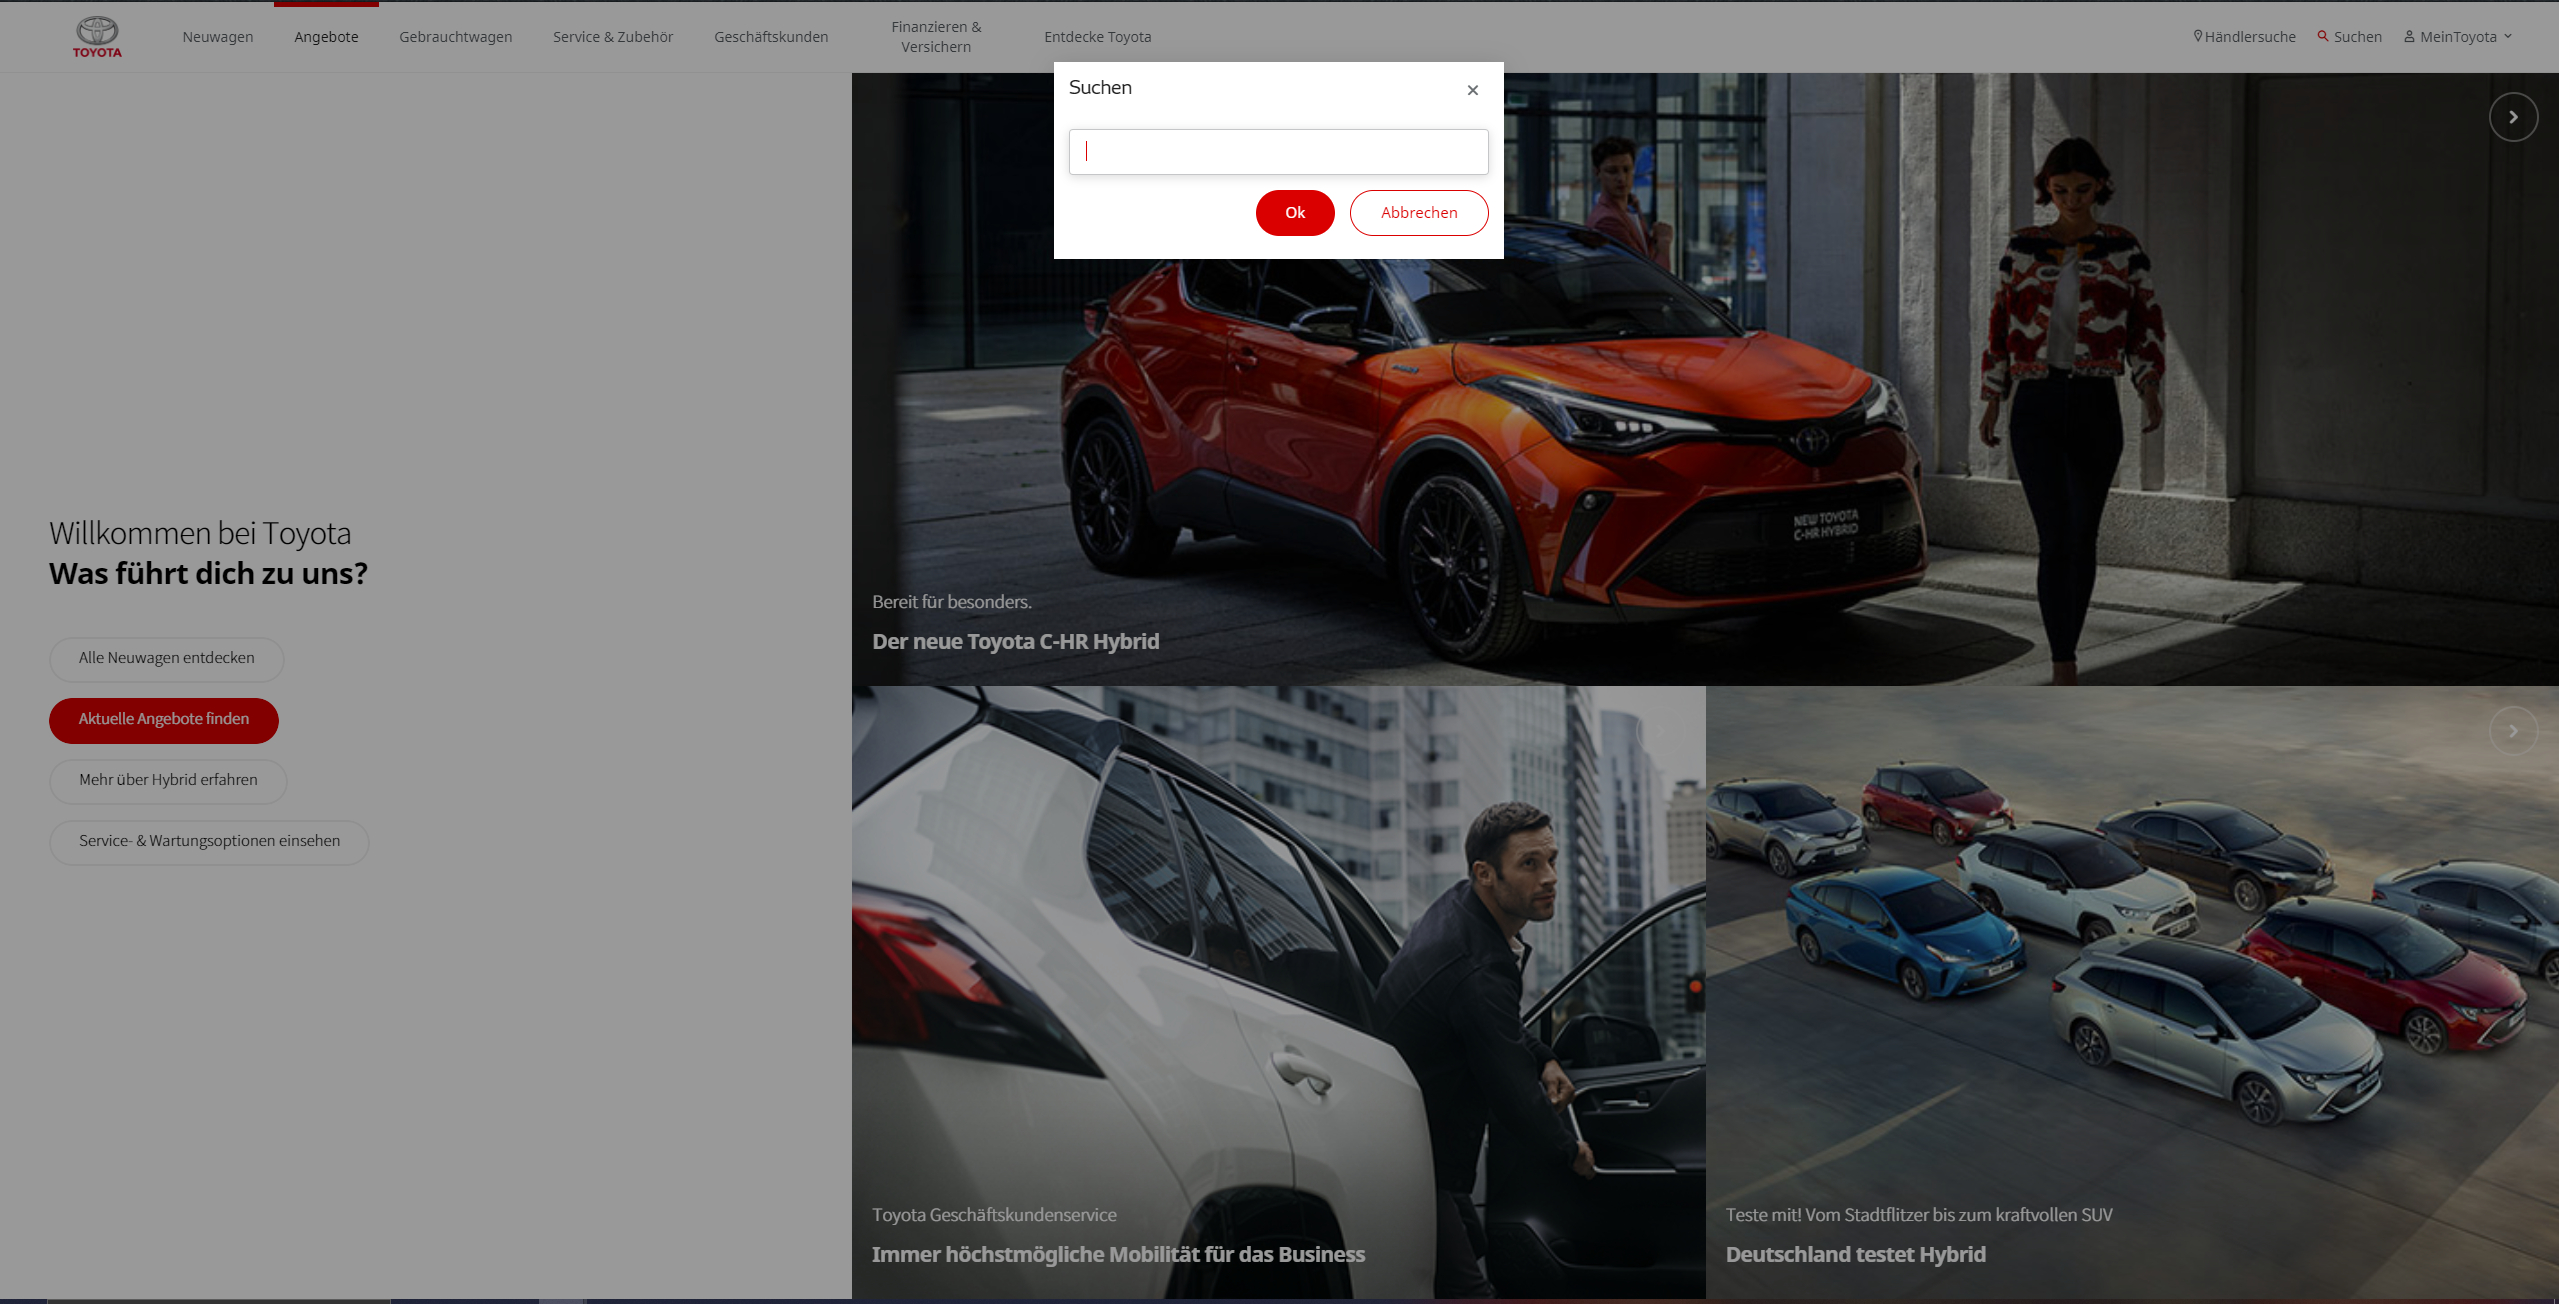 TOYOTA
Neuwagen
Angebote
Gebrauchtwagen
Service & Zubehör
Geschäftskunden
Finanzieren &
Versichern
Entdecke Toyota
Händlersuche
Suchen
MeinToyota
Suchen
Ok
Abbrechen
Willkommen bei Toyota
Was führt dich zu uns?
Alle Neuwagen entdecken
Aktuelle Angebote finden
Mehr über Hybrid erfahren
Service- & Wartungsoptionen einsehen
NEW TOYOTA
C-HR HYBRID
Bereit für besonders.
Der neue Toyota C-HR Hybrid
Toyota Geschäftskundenservice
Immer höchstmögliche Mobilität für das Business
Teste mit! Vom Stadtflitzer bis zum kraftvollen SUV
Deutschland testet Hybrid